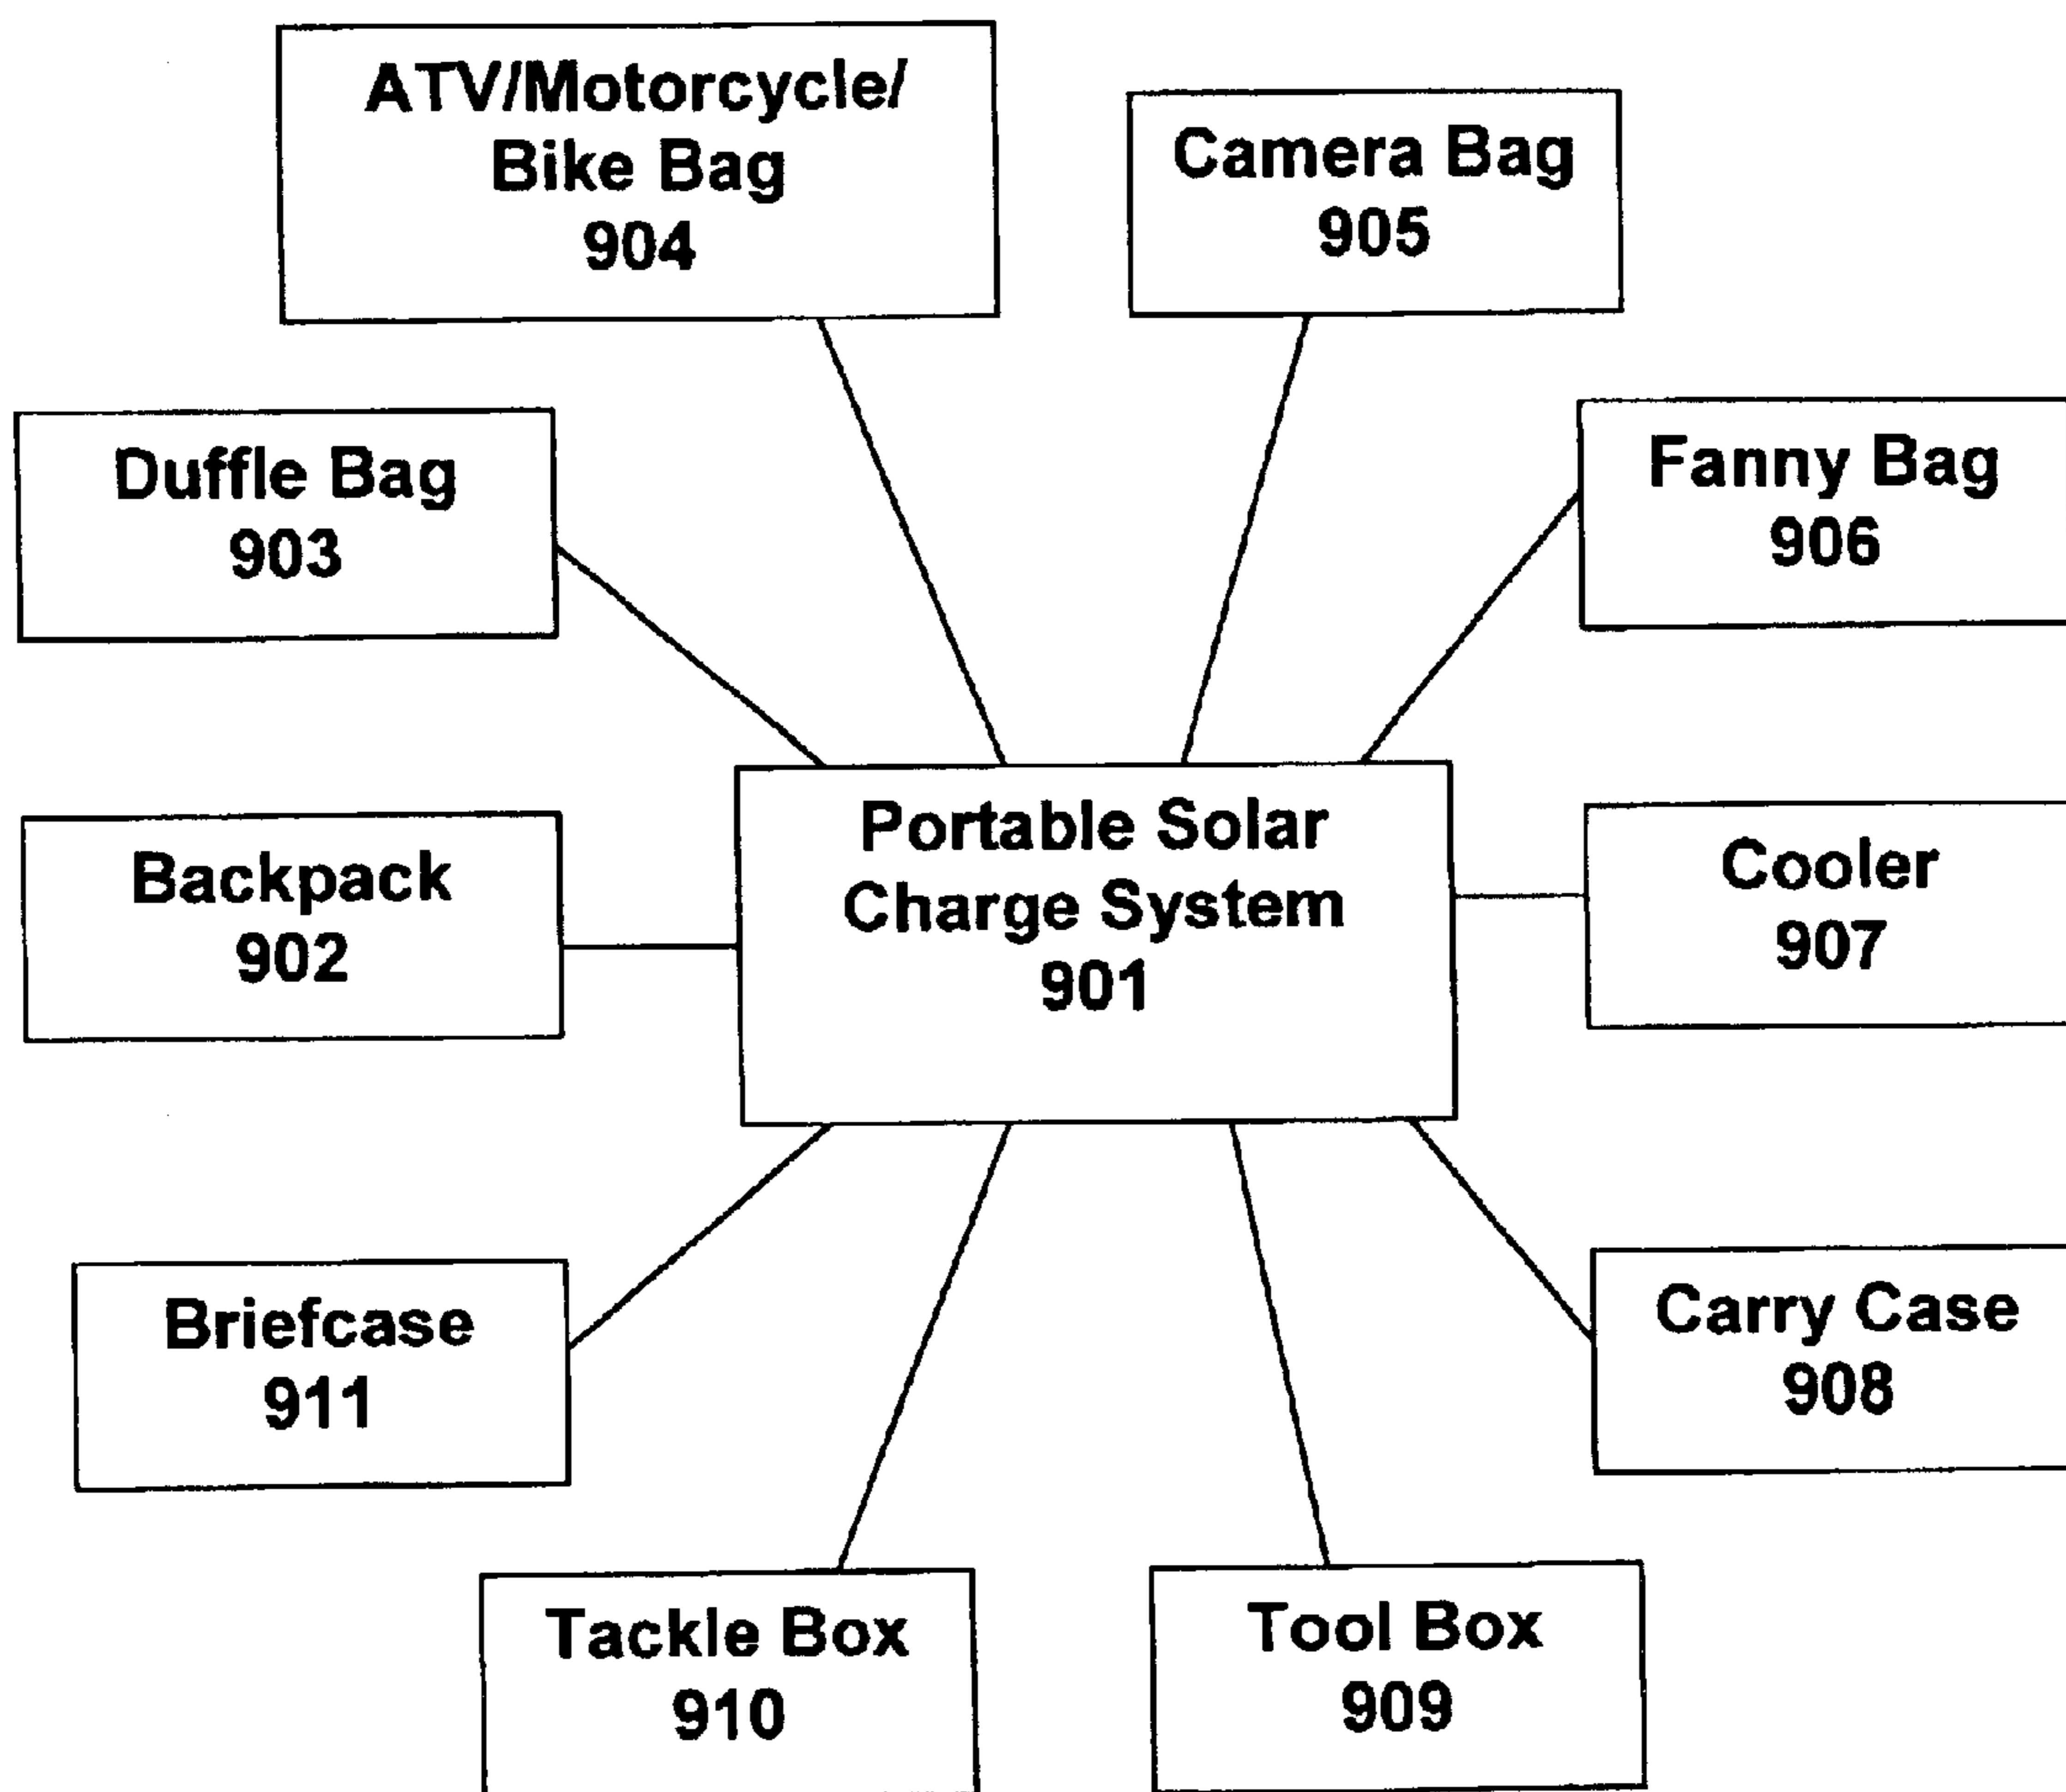 ATV/Motorcycle/
Bike Bag
904
Camera Bag
905
Duffle Bag
903
Fanny Bag
906
Backpack
902
Portable Solar
Charge System
901
Cooler
907
Briefcase
911
Carry Case
908
Tackle Box
910
Tool Box
909